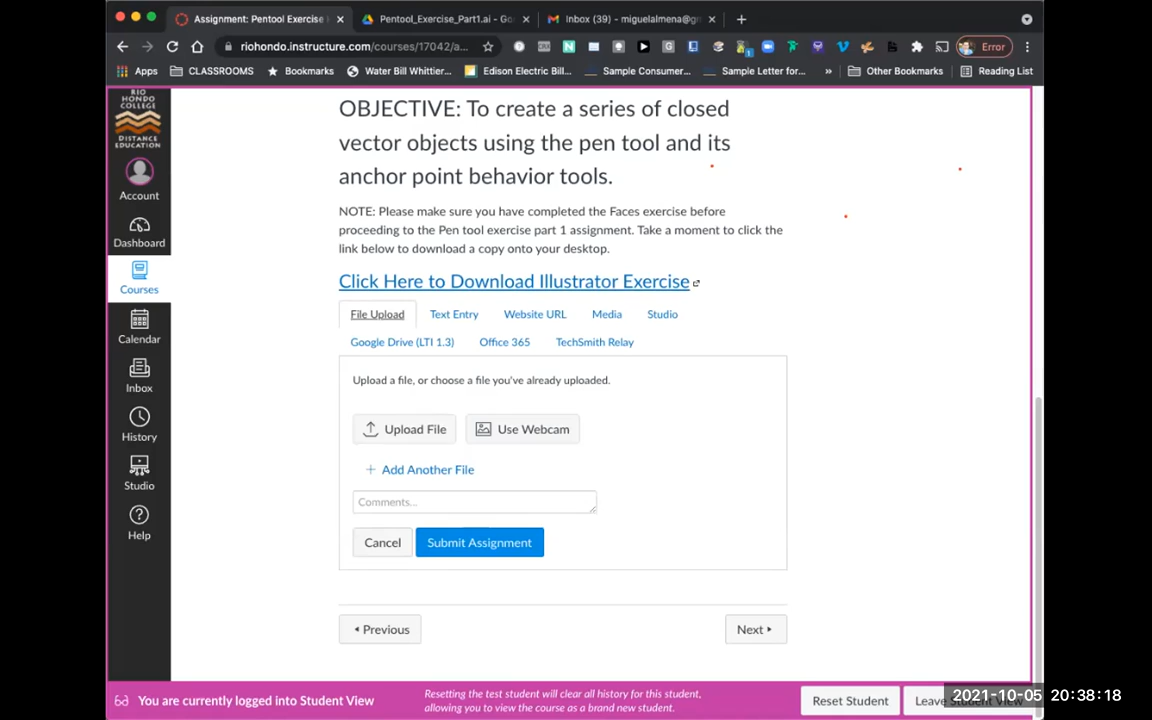 Assignment: Pentool Exercise
Pentool_Exercise_Part1.ai - Go
Inbox (39) - miguelalmena@g
riohondo.instructure.com/courses/17042/a...
Error
Apps
CLASSROOMS
Bookmarks
Water Bill Whittier...
Edison Electric Bill...
Sample Consumer...
Sample Letter for...
»
Other Bookmarks
Reading List
RIO
HONDO
COLLEGE
DISTANCE
EDUCATION
Account
Dashboard
Courses
Calendar
Inbox
History
Studio
Help
OBJECTIVE: To create a series of closed
vector objects using the pen tool and its
anchor point behavior tools.
NOTE: Please make sure you have completed the Faces exercise before
proceeding to the Pen tool exercise part 1 assignment. Take a moment to click the
link below to download a copy onto your desktop.
Click Here to Download Illustrator Exercise
File Upload Text Entry Website URL Media Studio
Google Drive (LTI 1.3) Office 365 TechSmith Relay
Upload a file, or choose a file you've already uploaded.
Upload File Use Webcam
+ Add Another File
Comments...
Cancel Submit Assignment
Previous Next
You are currently logged into Student View
Resetting the test student will clear all history for this student,
allowing you to view the course as a brand new student.
Reset Student
Leave Student View
2021-10-05 20:38:18